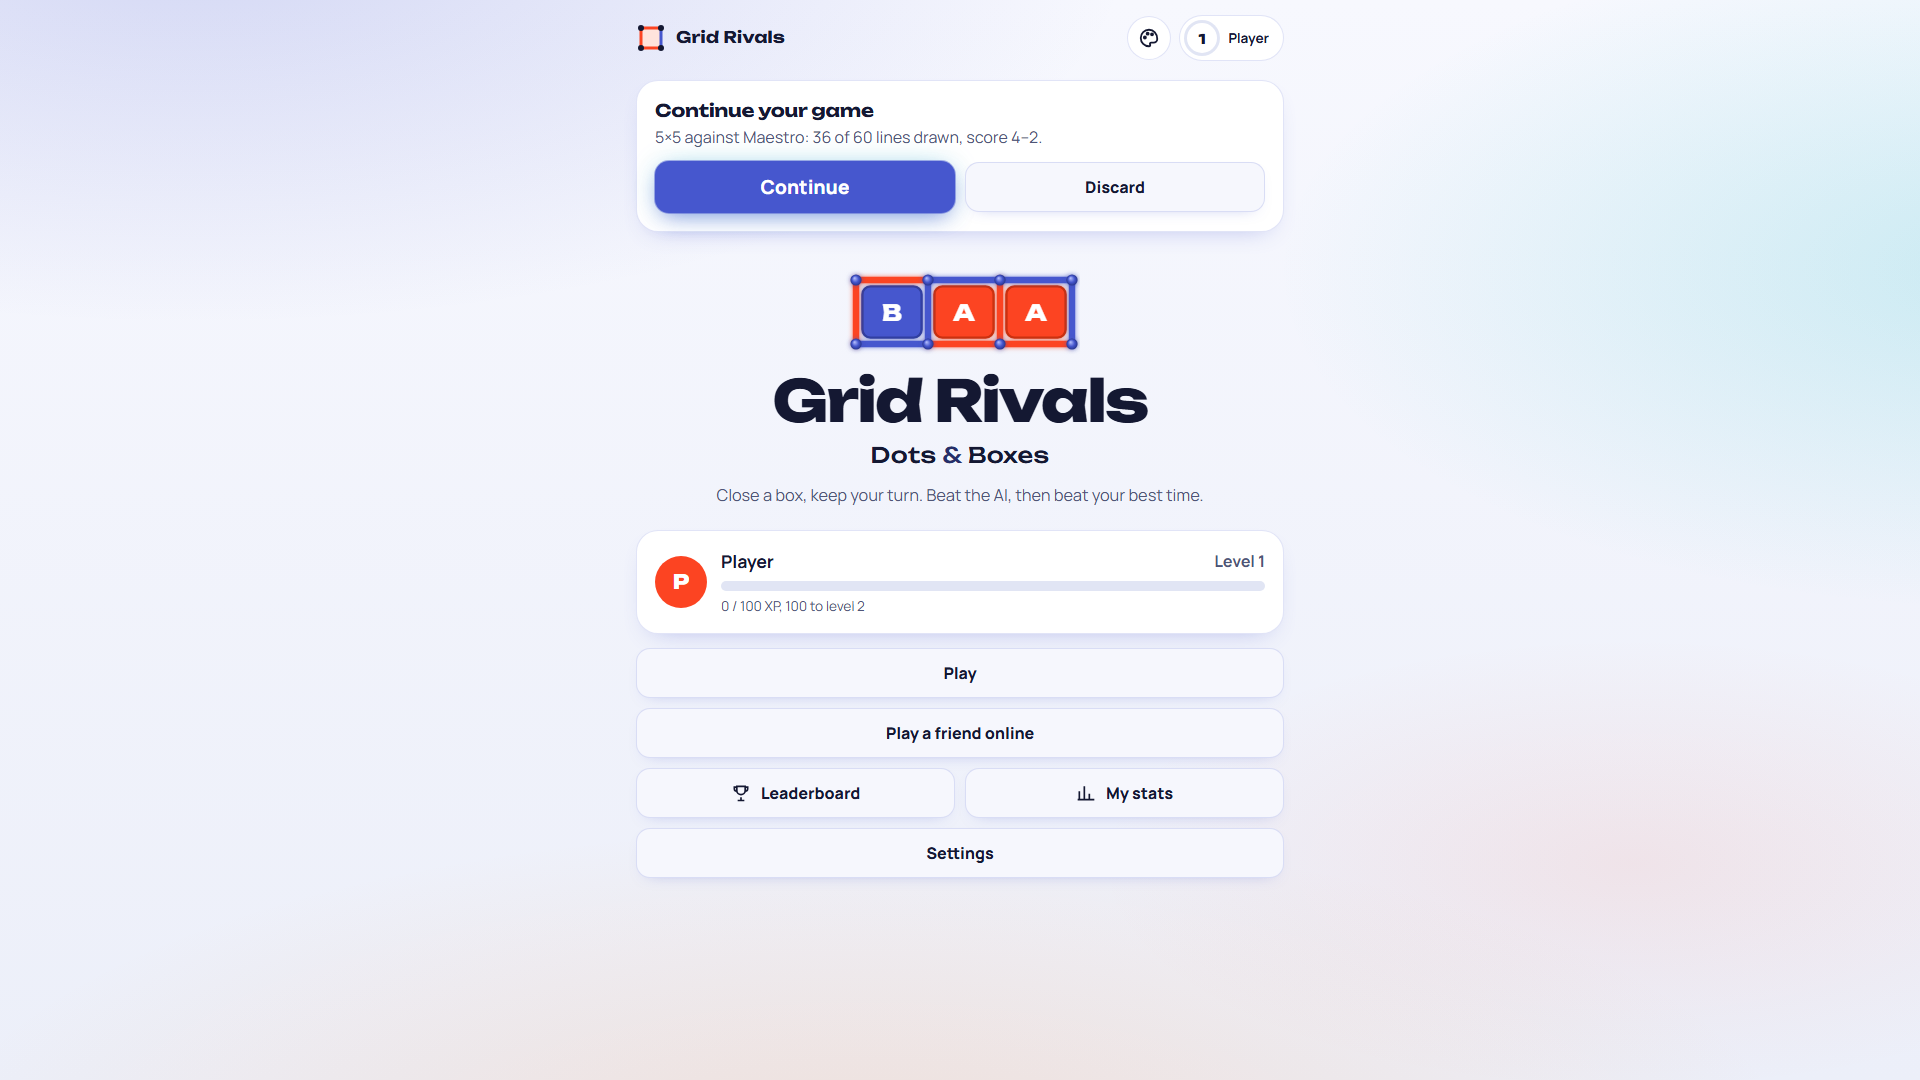 Grid Rivals
1 Player
Continue your game
5×5 against Maestro: 36 of 60 lines drawn, score 4–2.
Continue Discard
B A A
Grid Rivals
Dots & Boxes
Close a box, keep your turn. Beat the AI, then beat your best time.
P
Player Level 1
0 / 100 XP, 100 to level 2
Play
Play a friend online
Leaderboard My stats
Settings